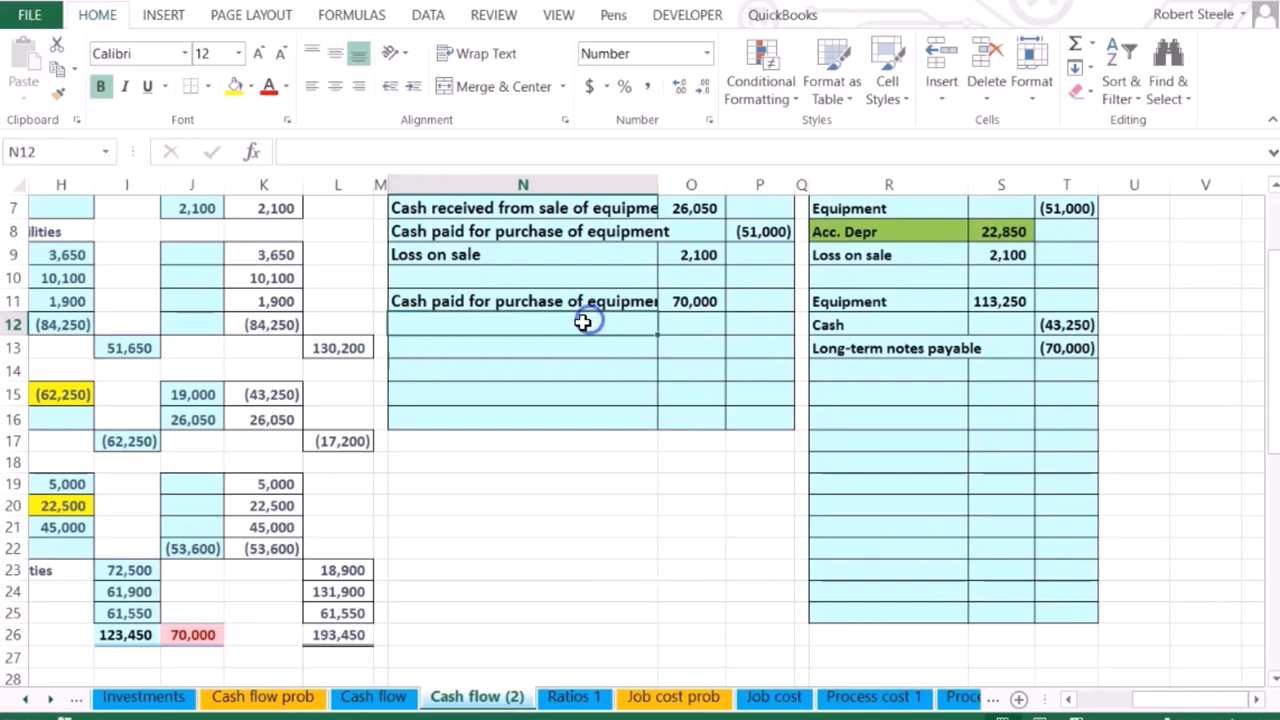 FILE HOME INSERT PAGE LAYOUT FORMULAS DATA REVIEW VIEW Pens DEVELOPER QuickBooks Robert Steele
Paste Calibri 12 A A Wrap Text Number
B I U Merge & Center $ % , Conditional Formatting Format as Table Cell Styles Insert Delete Format Sort & Filter Find & Select
Clipboard Font Alignment Number Styles Cells Editing
N12 fx
H I J K L M N O P Q R S T U V
7 2,100 2,100 Cash received from sale of equipme 26,050 Equipment (51,000)
8 ilities Cash paid for purchase of equipment (51,000) Acc. Depr 22,850
9 3,650 3,650 Loss on sale 2,100 Loss on sale 2,100
10 10,100 10,100
11 1,900 1,900 Cash paid for purchase of equipmer 70,000 Equipment 113,250
12 (84,250) (84,250) Cash (43,250)
13 51,650 130,200 Long-term notes payable (70,000)
14
15 (62,250) 19,000 (43,250)
16 26,050 26,050
17 (62,250) (17,200)
18
19 5,000 5,000
20 22,500 22,500
21 45,000 45,000
22 (53,600) (53,600)
23 ties 72,500 18,900
24 61,900 131,900
25 61,550 61,550
26 123,450 70,000 193,450
27
28
... Investments Cash flow prob Cash flow Cash flow (2) Ratios 1 Job cost prob Job cost Process cost 1 Proce ...